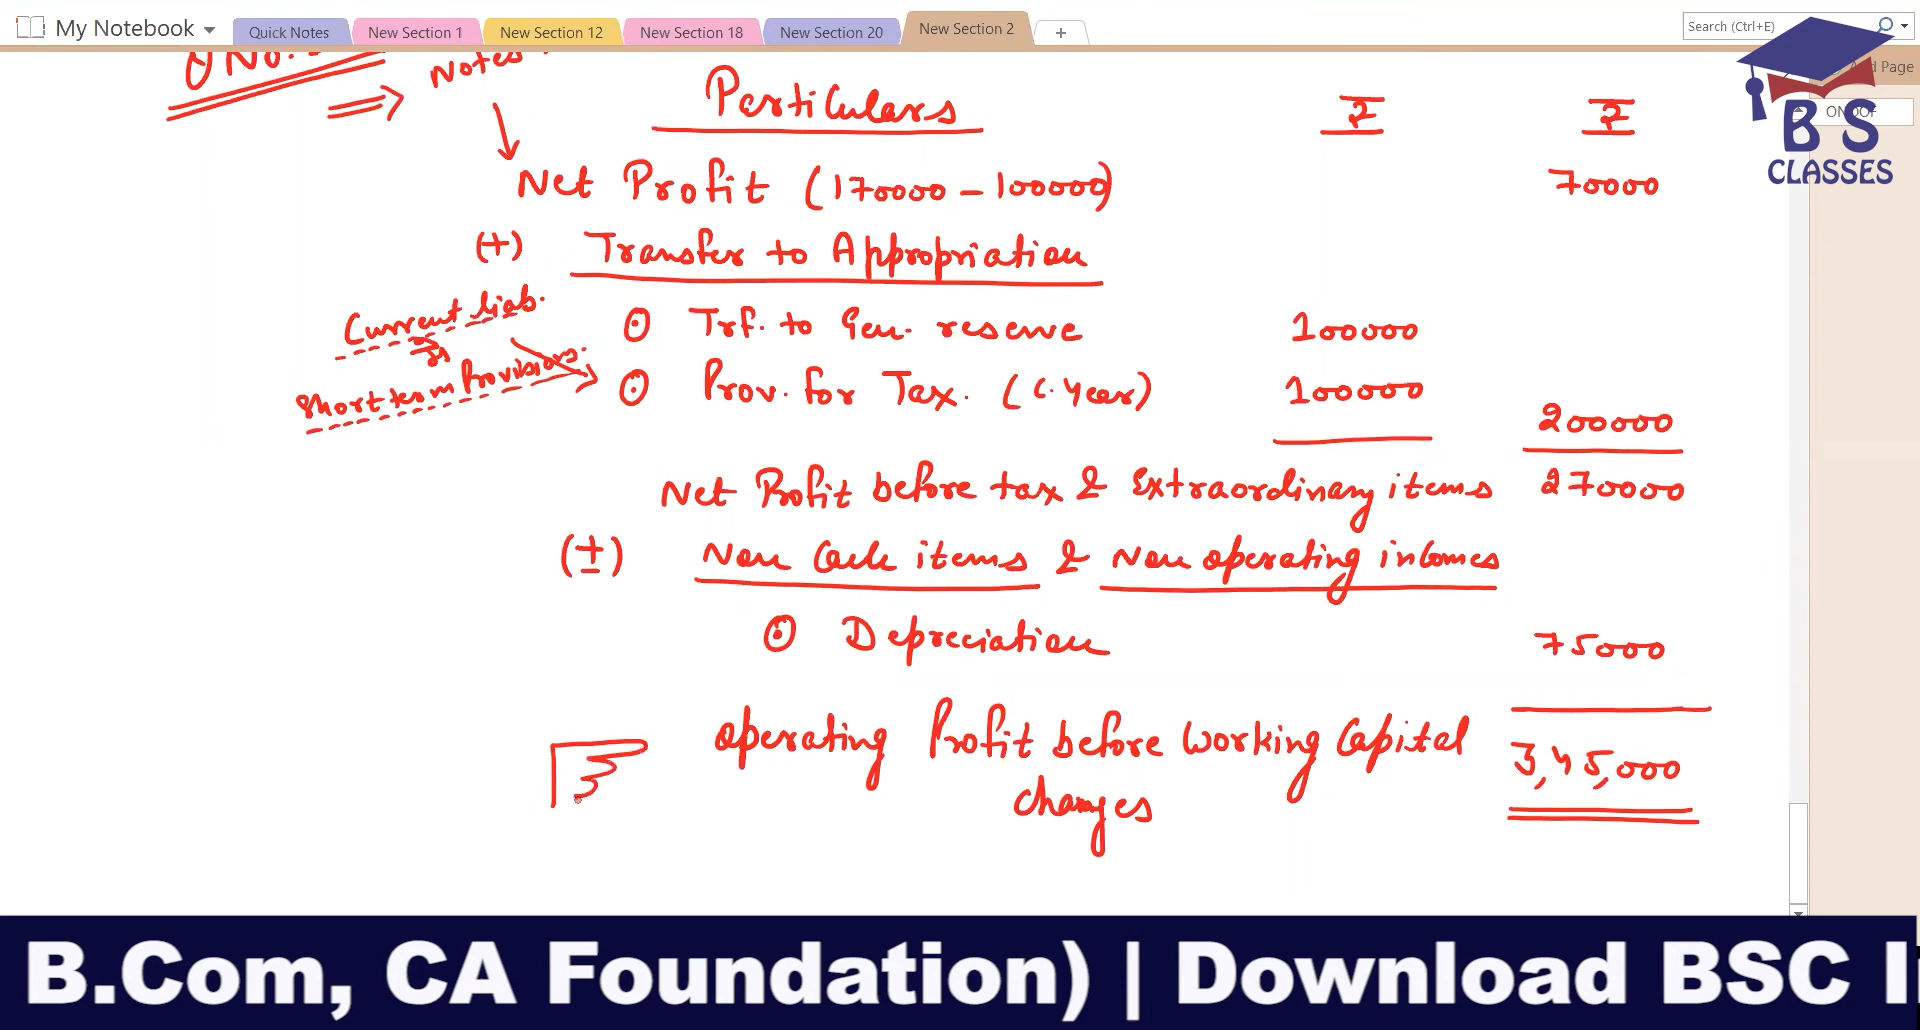 My Notebook Quick Notes New Section 1 New Section 12 New Section 18 New Section 20 New Section 2 + Search (Ctrl+E)
BS
CLASSES
Notes
Particulars ₹ ₹
Net Profit (170000 - 100000) 70000
(+) Transfer to Appropriation
Current liab.
Short term Provisions.
⊙ Trf. to Gen. reserve 100000
⊙ Prov. for Tax. (C. Year) 100000
200000
Net Profit before tax & Extraordinary items 270000
(±) Non Cash items & Non operating incomes
⊙ Depreciation 75000
Operating Profit before working Capital
changes 3,45,000
B.Com, CA Foundation) | Download BSC